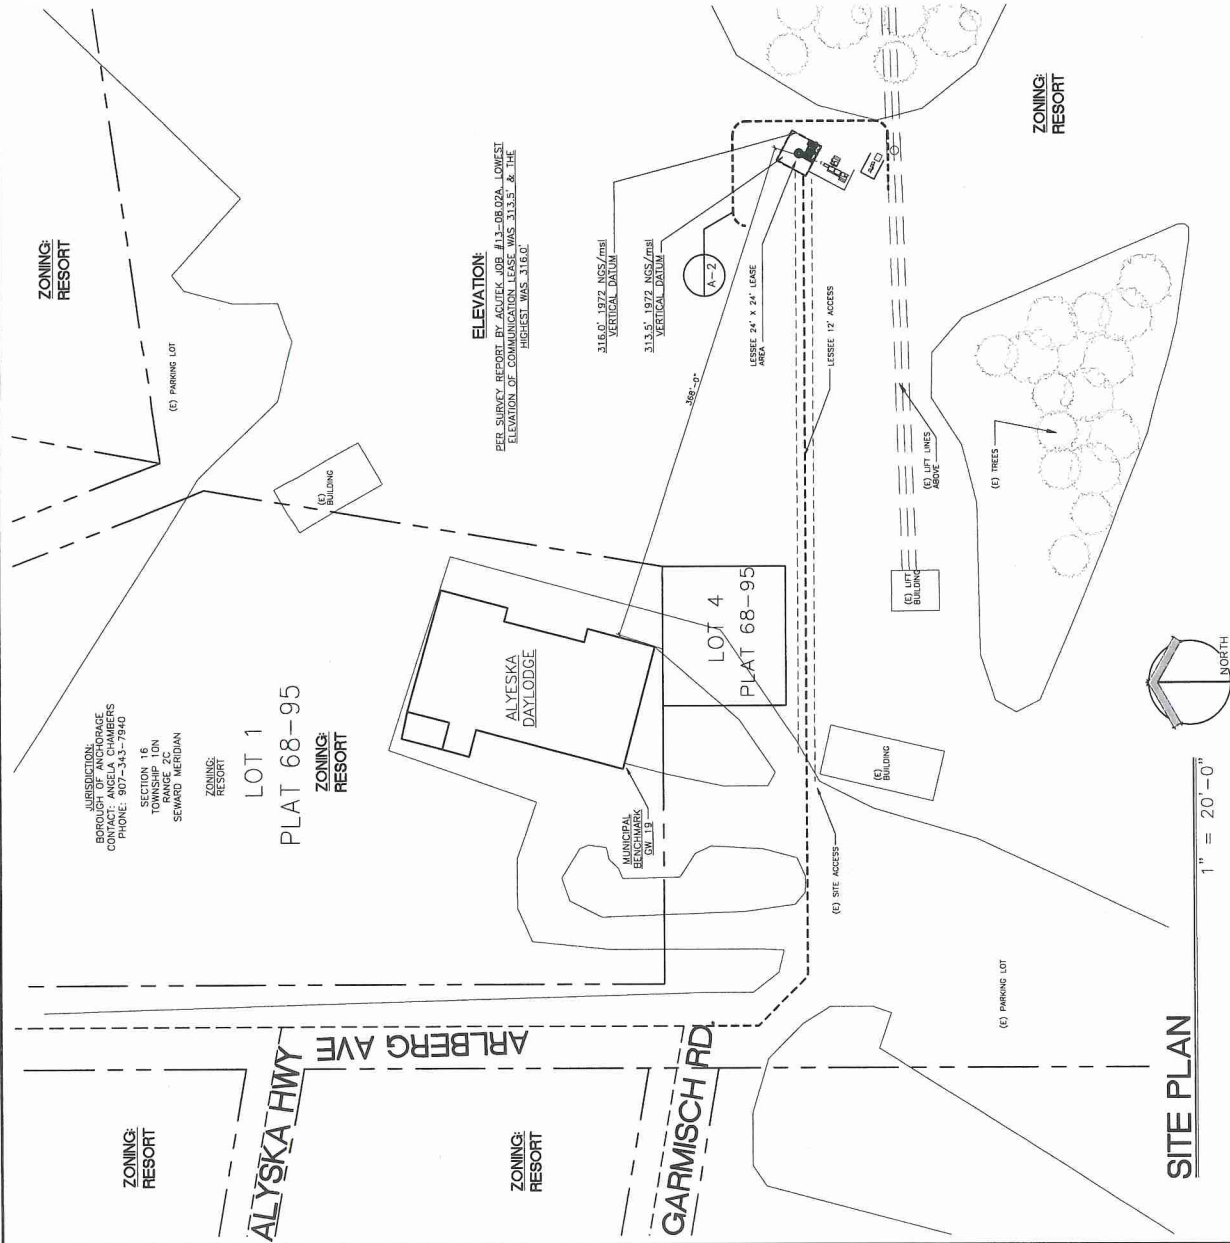 JURISDICTION:
BOROUGH OF ANCHORAGE
CONTACT: ANGELA CHAMBERS
PHONE: 907-343-7940
SECTION 16
TOWNSHIP 10N
RANGE 2C
SEWARD MERIDIAN
ZONING:
RESORT
LOT 1
PLAT 68-95
ZONING:
RESORT
ZONING:
RESORT
(E) PARKING LOT
(E)
BUILDING
ELEVATION:
PER SURVEY REPORT BY ACUTEK JOB #13-08.02A, LOWEST
ELEVATION OF COMMUNICATION LEASE WAS 313.5' & THE
HIGHEST WAS 316.0'
316.0' 1972 NGS/msl
VERTICAL DATUM
313.5' 1972 NGS/msl
VERTICAL DATUM
A-2
368'-0"
LESSEE 24' X 24' LEASE
AREA
LESSEE 12' ACCESS
ZONING:
RESORT
ALYESKA
DAYLODGE
MUNICIPAL
BENCHMARK
GW 19
LOT 4
PLAT 68-95
(E) LIFT LINES
ABOVE
(E) TREES
(E) LIFT
BUILDING
(E)
BUILDING
(E) SITE ACCESS
(E) PARKING LOT
ZONING:
RESORT
ALYSKA HWY
ARLBERG AVE
ZONING:
RESORT
GARMISCH RD
SITE PLAN
1" = 20'-0"
NORTH